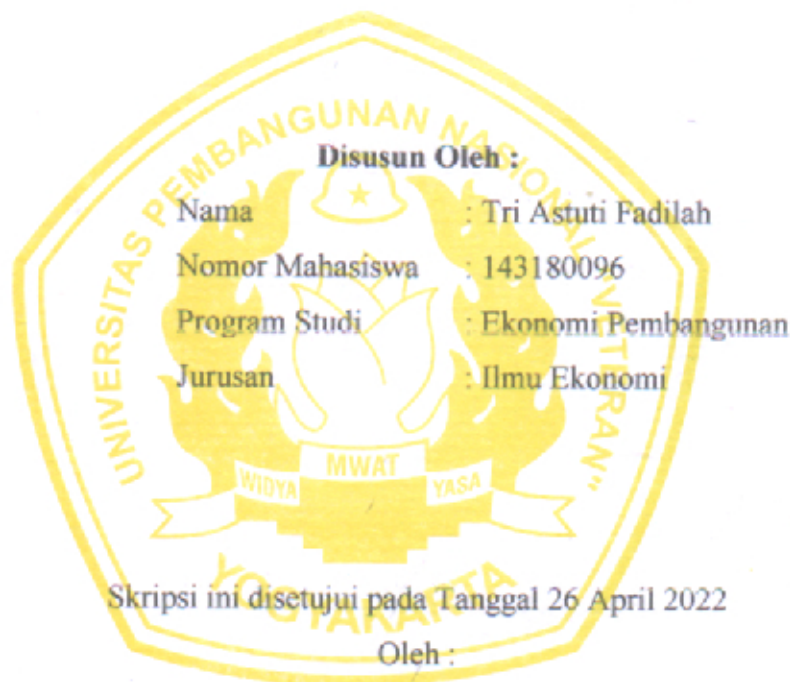 UNIVERSITAS PEMBANGUNAN NASIONAL "VETERAN"
Disusun Oleh :
Nama : Tri Astuti Fadilah
Nomor Mahasiswa : 143180096
Program Studi : Ekonomi Pembangunan
Jurusan : Ilmu Ekonomi
WIDYA MWAT YASA
YOGYAKARTA
Skripsi ini disetujui pada Tanggal 26 April 2022
Oleh :